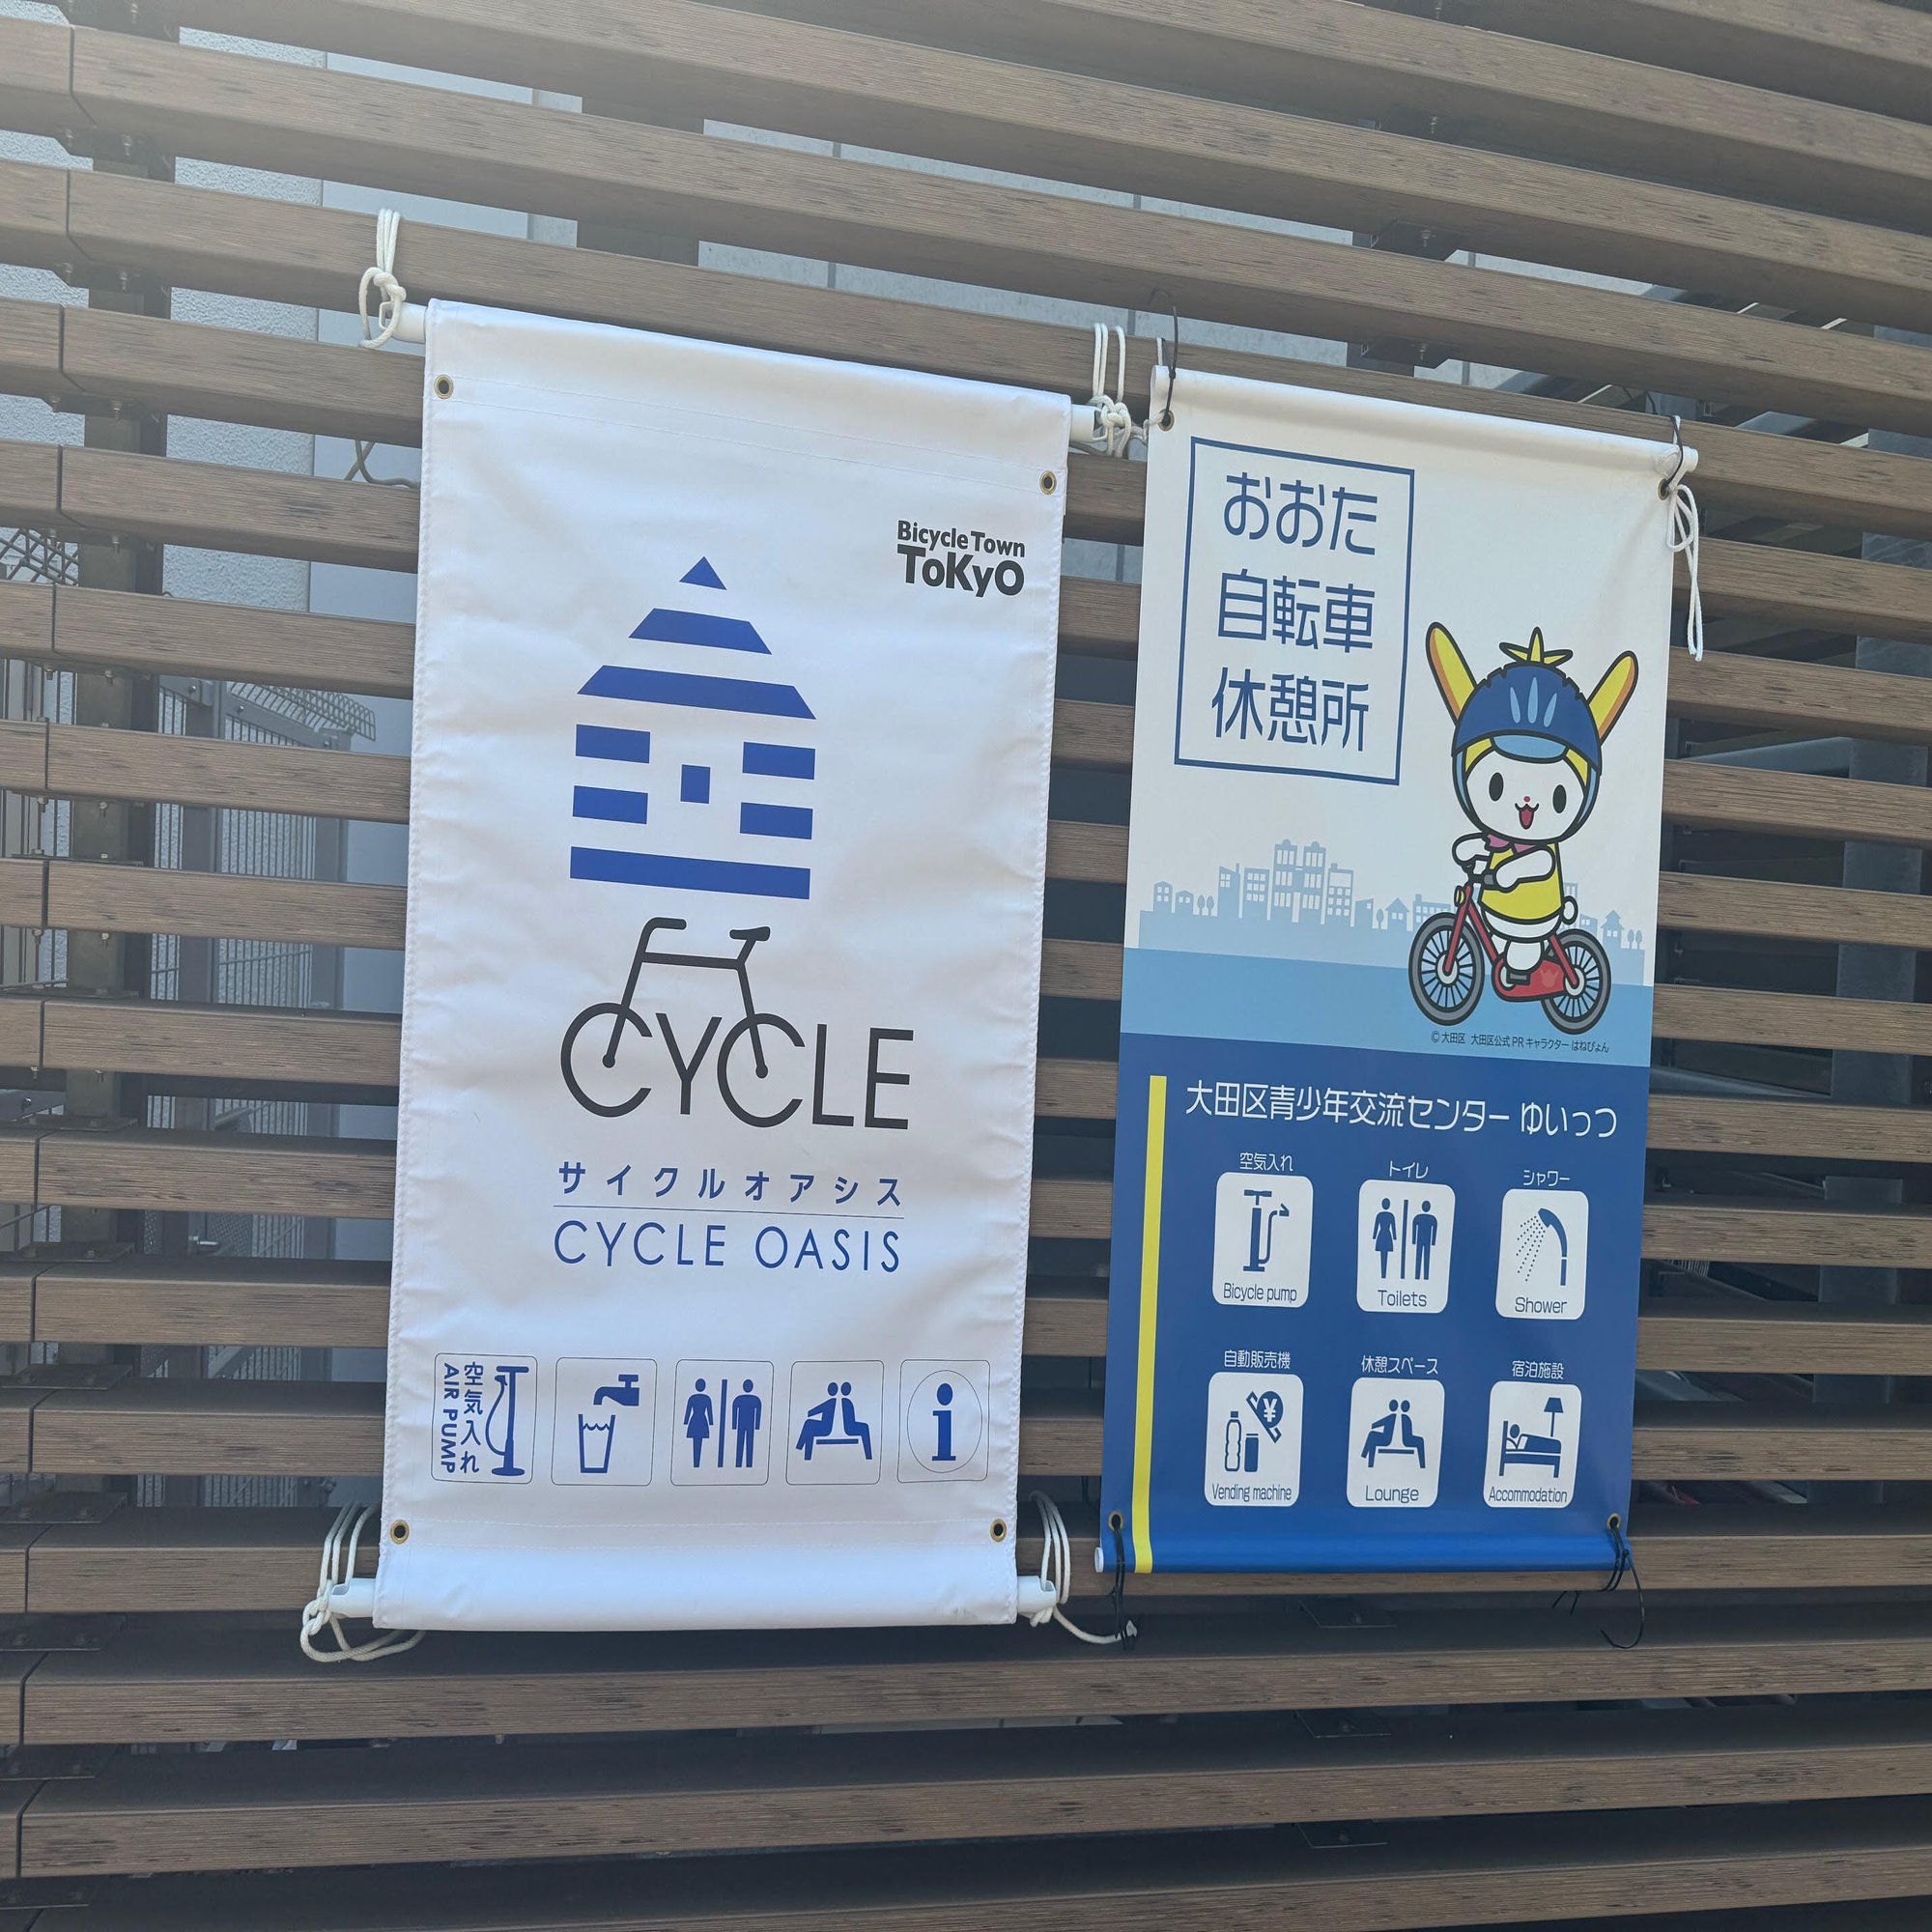 Bicycle Town
ToKyO
CYCLE
サイクルオアシス
CYCLE OASIS
空気入れ
AIR PUMP
i
おおた
自転車
休憩所
© 大田区 大田区公式PRキャラクター はねぴょん
大田区青少年交流センター ゆいっつ
空気入れ トイレ シャワー
Bicycle pump Toilets Shower
自動販売機 休憩スペース 宿泊施設
¥
Vending machine Lounge Accommodation